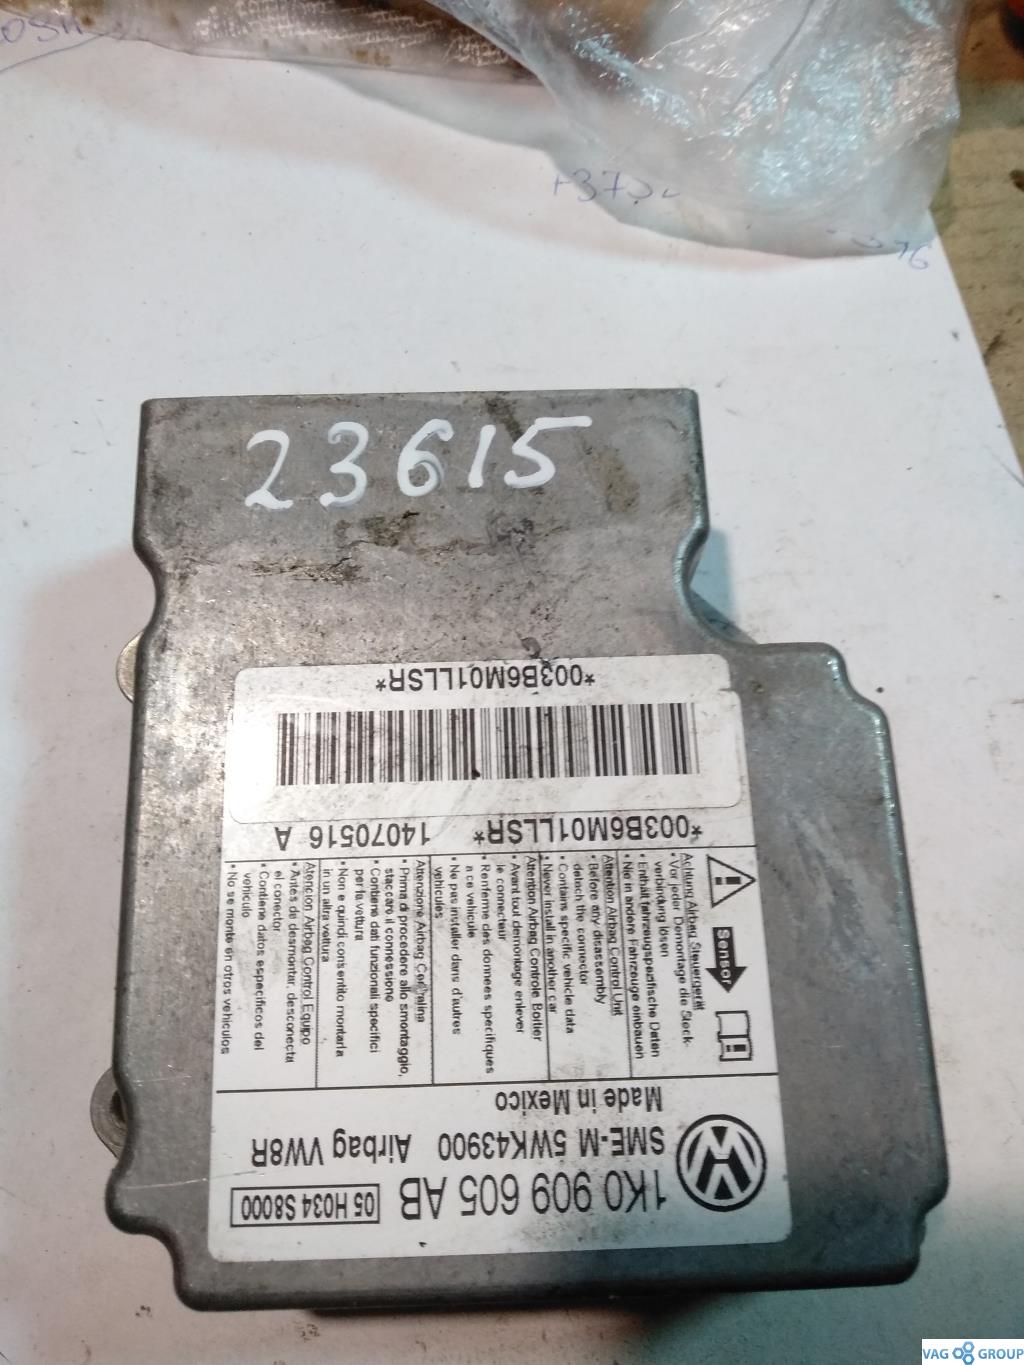 23615
1K0 909 605 AB
05 H034 S8000
SME-M 5WK43900 Airbag VW8R
Made in Mexico
Sensor
Achtung Airbag Steuergerät
• Vor jeder Demontage die Steck-
verbindung lösen
• Enthält fahrzeugspezifische Daten
• Nie in andere Fahrzeuge einbauen
Attention Airbag Control Unit
• Before any disassembly
detach the connector
• Contains specific vehicle data
• Never install in another car
Attention Airbag Controle Boitier
• Avant tout demontage enlever
le connecteur
• Renferme des donnees specifiques
a ce vehicule
• Ne pas installer dans d'autres
vehicules
Attenzione Airbag Centralina
• Prima di procedere allo smontaggio,
staccare il connessione
• Contiene dati funzionali specifici
per la vettura
• Non e quindi consentito montarla
in un altra vettura
Atencion Airbag Control Equipo
• Antes de desmontar, desconecta
el conector
• Contiene datos especificos del
vehiculo
• No se monte en otros vehiculos
*003B6M01LLSR* 14070516 A
*003B6M01LLSR*
VAG GROUP